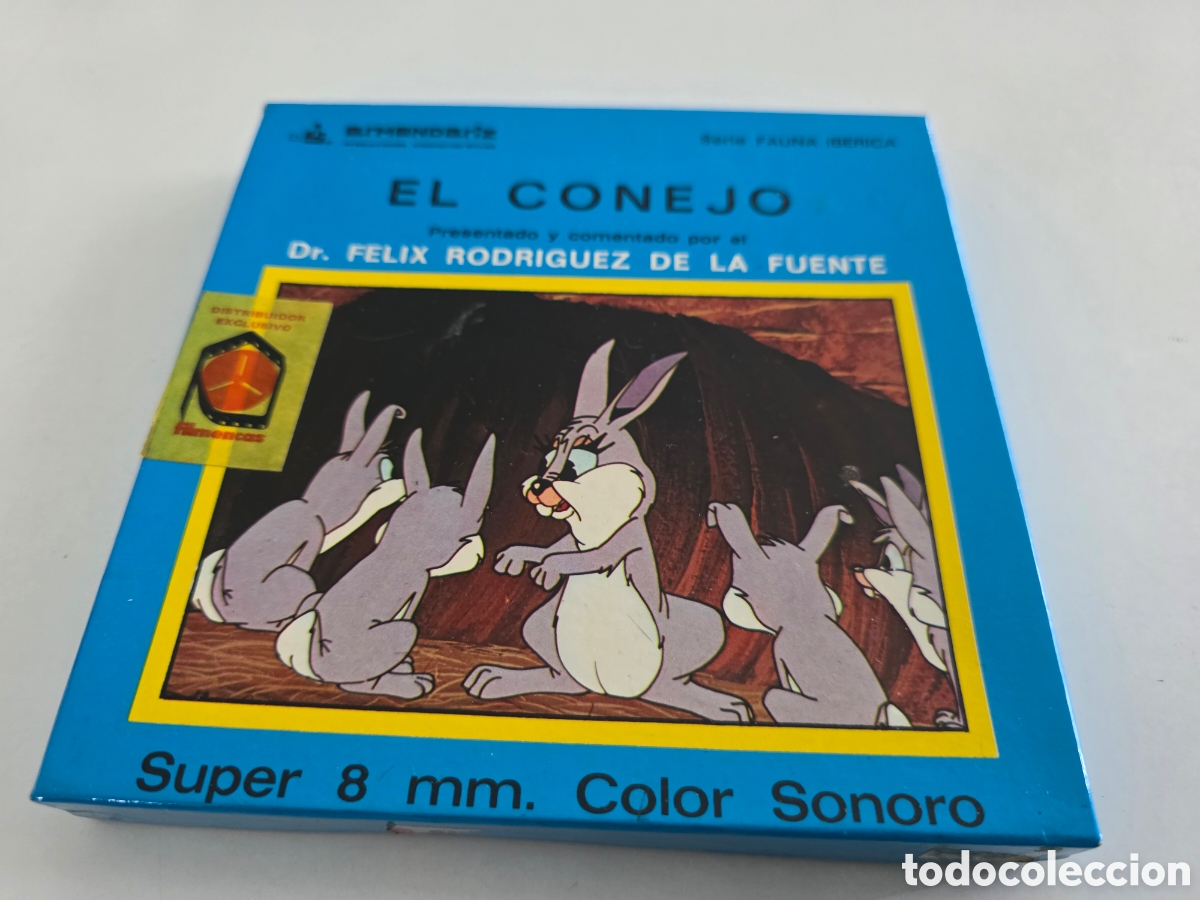 armendariz
Serie FAUNA IBERICA
EL CONEJO
Presentado y comentado por el
Dr. FELIX RODRIGUEZ DE LA FUENTE
DISTRIBUIDOR
EXCLUSIVO
filmencas
Super 8 mm. Color Sonoro
todocoleccion